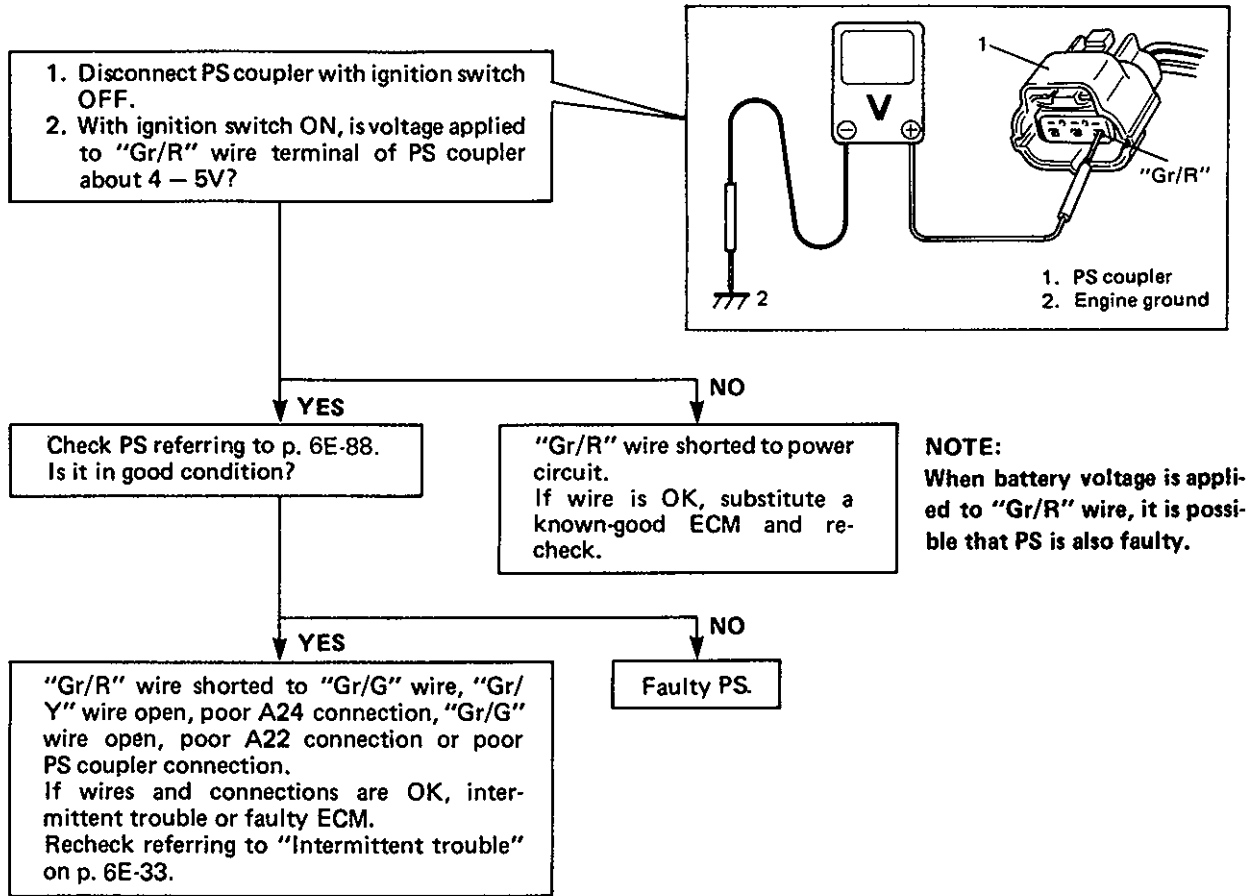 1. Disconnect PS coupler with ignition switch
OFF.
2. With ignition switch ON, is voltage applied
to "Gr/R" wire terminal of PS coupler
about 4 – 5V?
V
1
"Gr/R"
2
1. PS coupler
2. Engine ground
YES
NO
Check PS referring to p. 6E-88.
Is it in good condition?
"Gr/R" wire shorted to power
circuit.
If wire is OK, substitute a
known-good ECM and re-
check.
NOTE:
When battery voltage is appli-
ed to "Gr/R" wire, it is possi-
ble that PS is also faulty.
YES
NO
"Gr/R" wire shorted to "Gr/G" wire, "Gr/
Y" wire open, poor A24 connection, "Gr/G"
wire open, poor A22 connection or poor
PS coupler connection.
If wires and connections are OK, inter-
mittent trouble or faulty ECM.
Recheck referring to "Intermittent trouble"
on p. 6E-33.
Faulty PS.